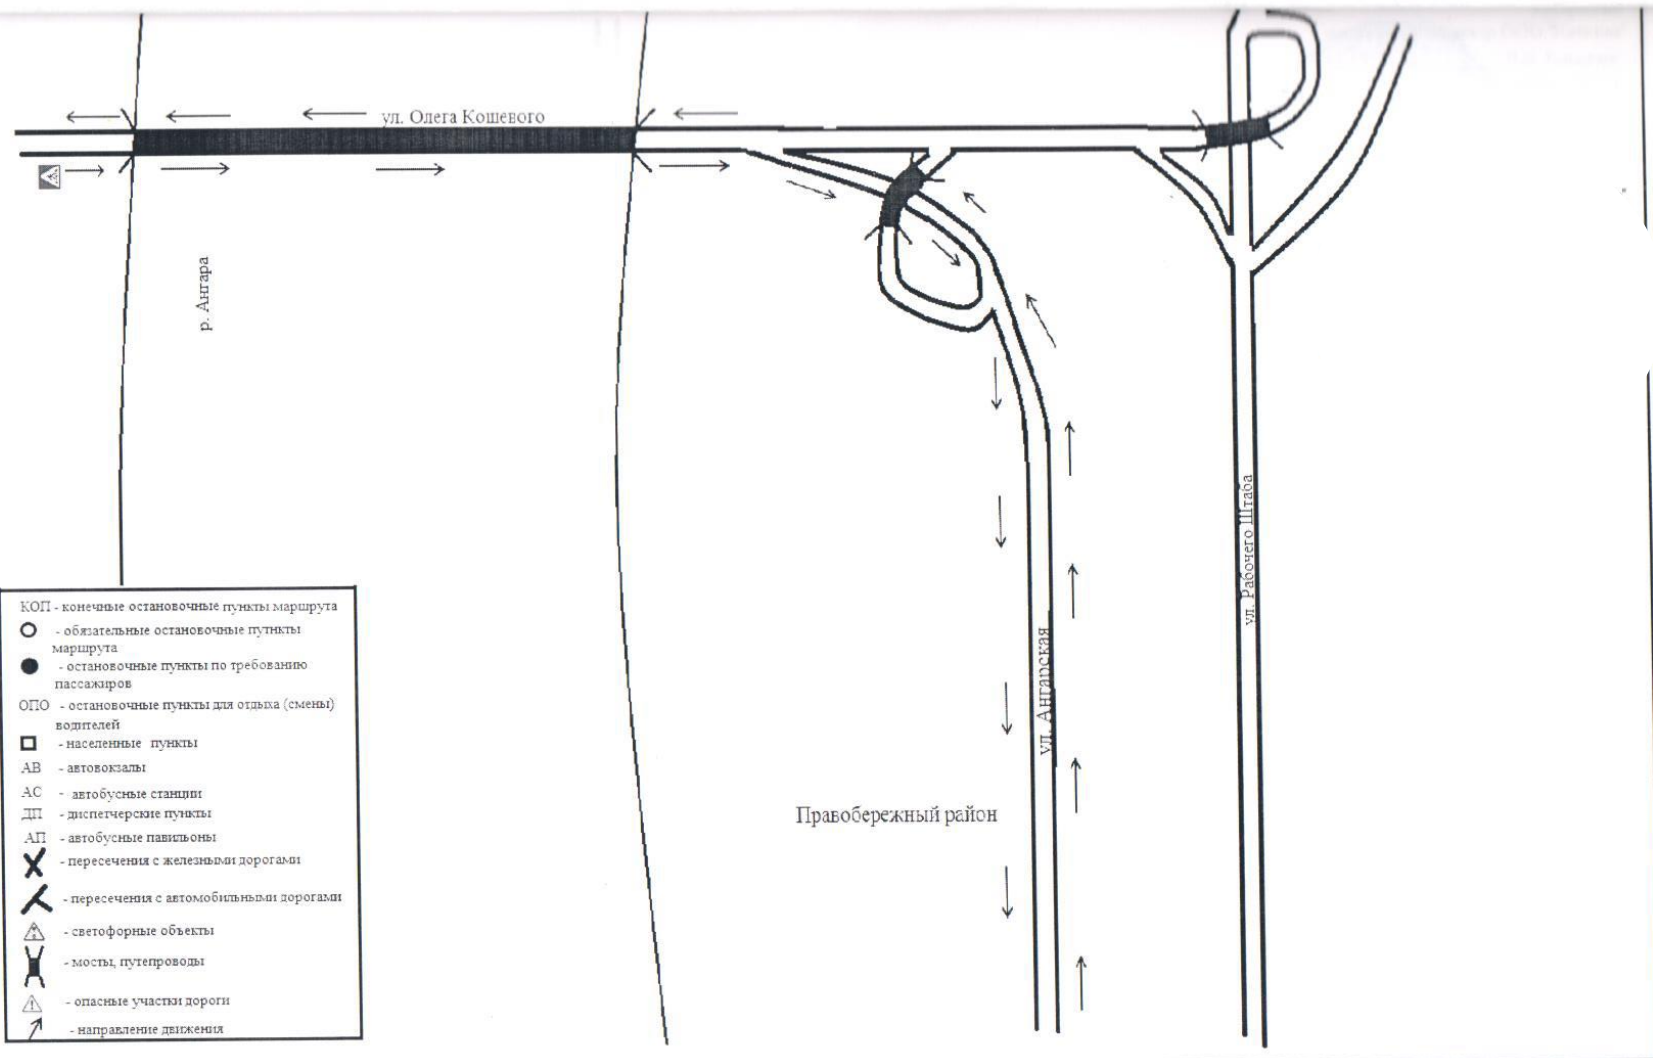 ул. Олега Кошевого
р. Ангара
ул. Рабочего Штаба
ул. Ангарская
Правобережный район
КОП - конечные остановочные пункты маршрута
- обязательные остановочные путнкты
маршрута
- остановочные пункты по требованию
пассажиров
ОПО - остановочные пункты для отдыха (смены)
водителей
- населенные пункты
АВ - автовокзалы
АС - автобусные станции
ДП - диспетчерские пункты
АП - автобусные павильоны
- пересечения с железными дорогами
- пересечения с автомобильными дорогами
- светофорные объекты
- мосты, путепроводы
- опасные участки дороги
- направление движения